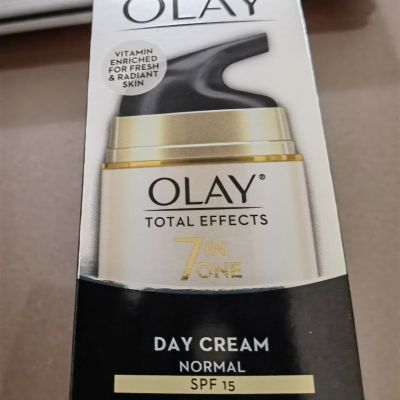 OLAY
VITAMIN
ENRICHED
FOR FRESH
& RADIANT
SKIN
OLAY®
TOTAL EFFECTS
7 IN
ONE
DAY CREAM
NORMAL
SPF 15